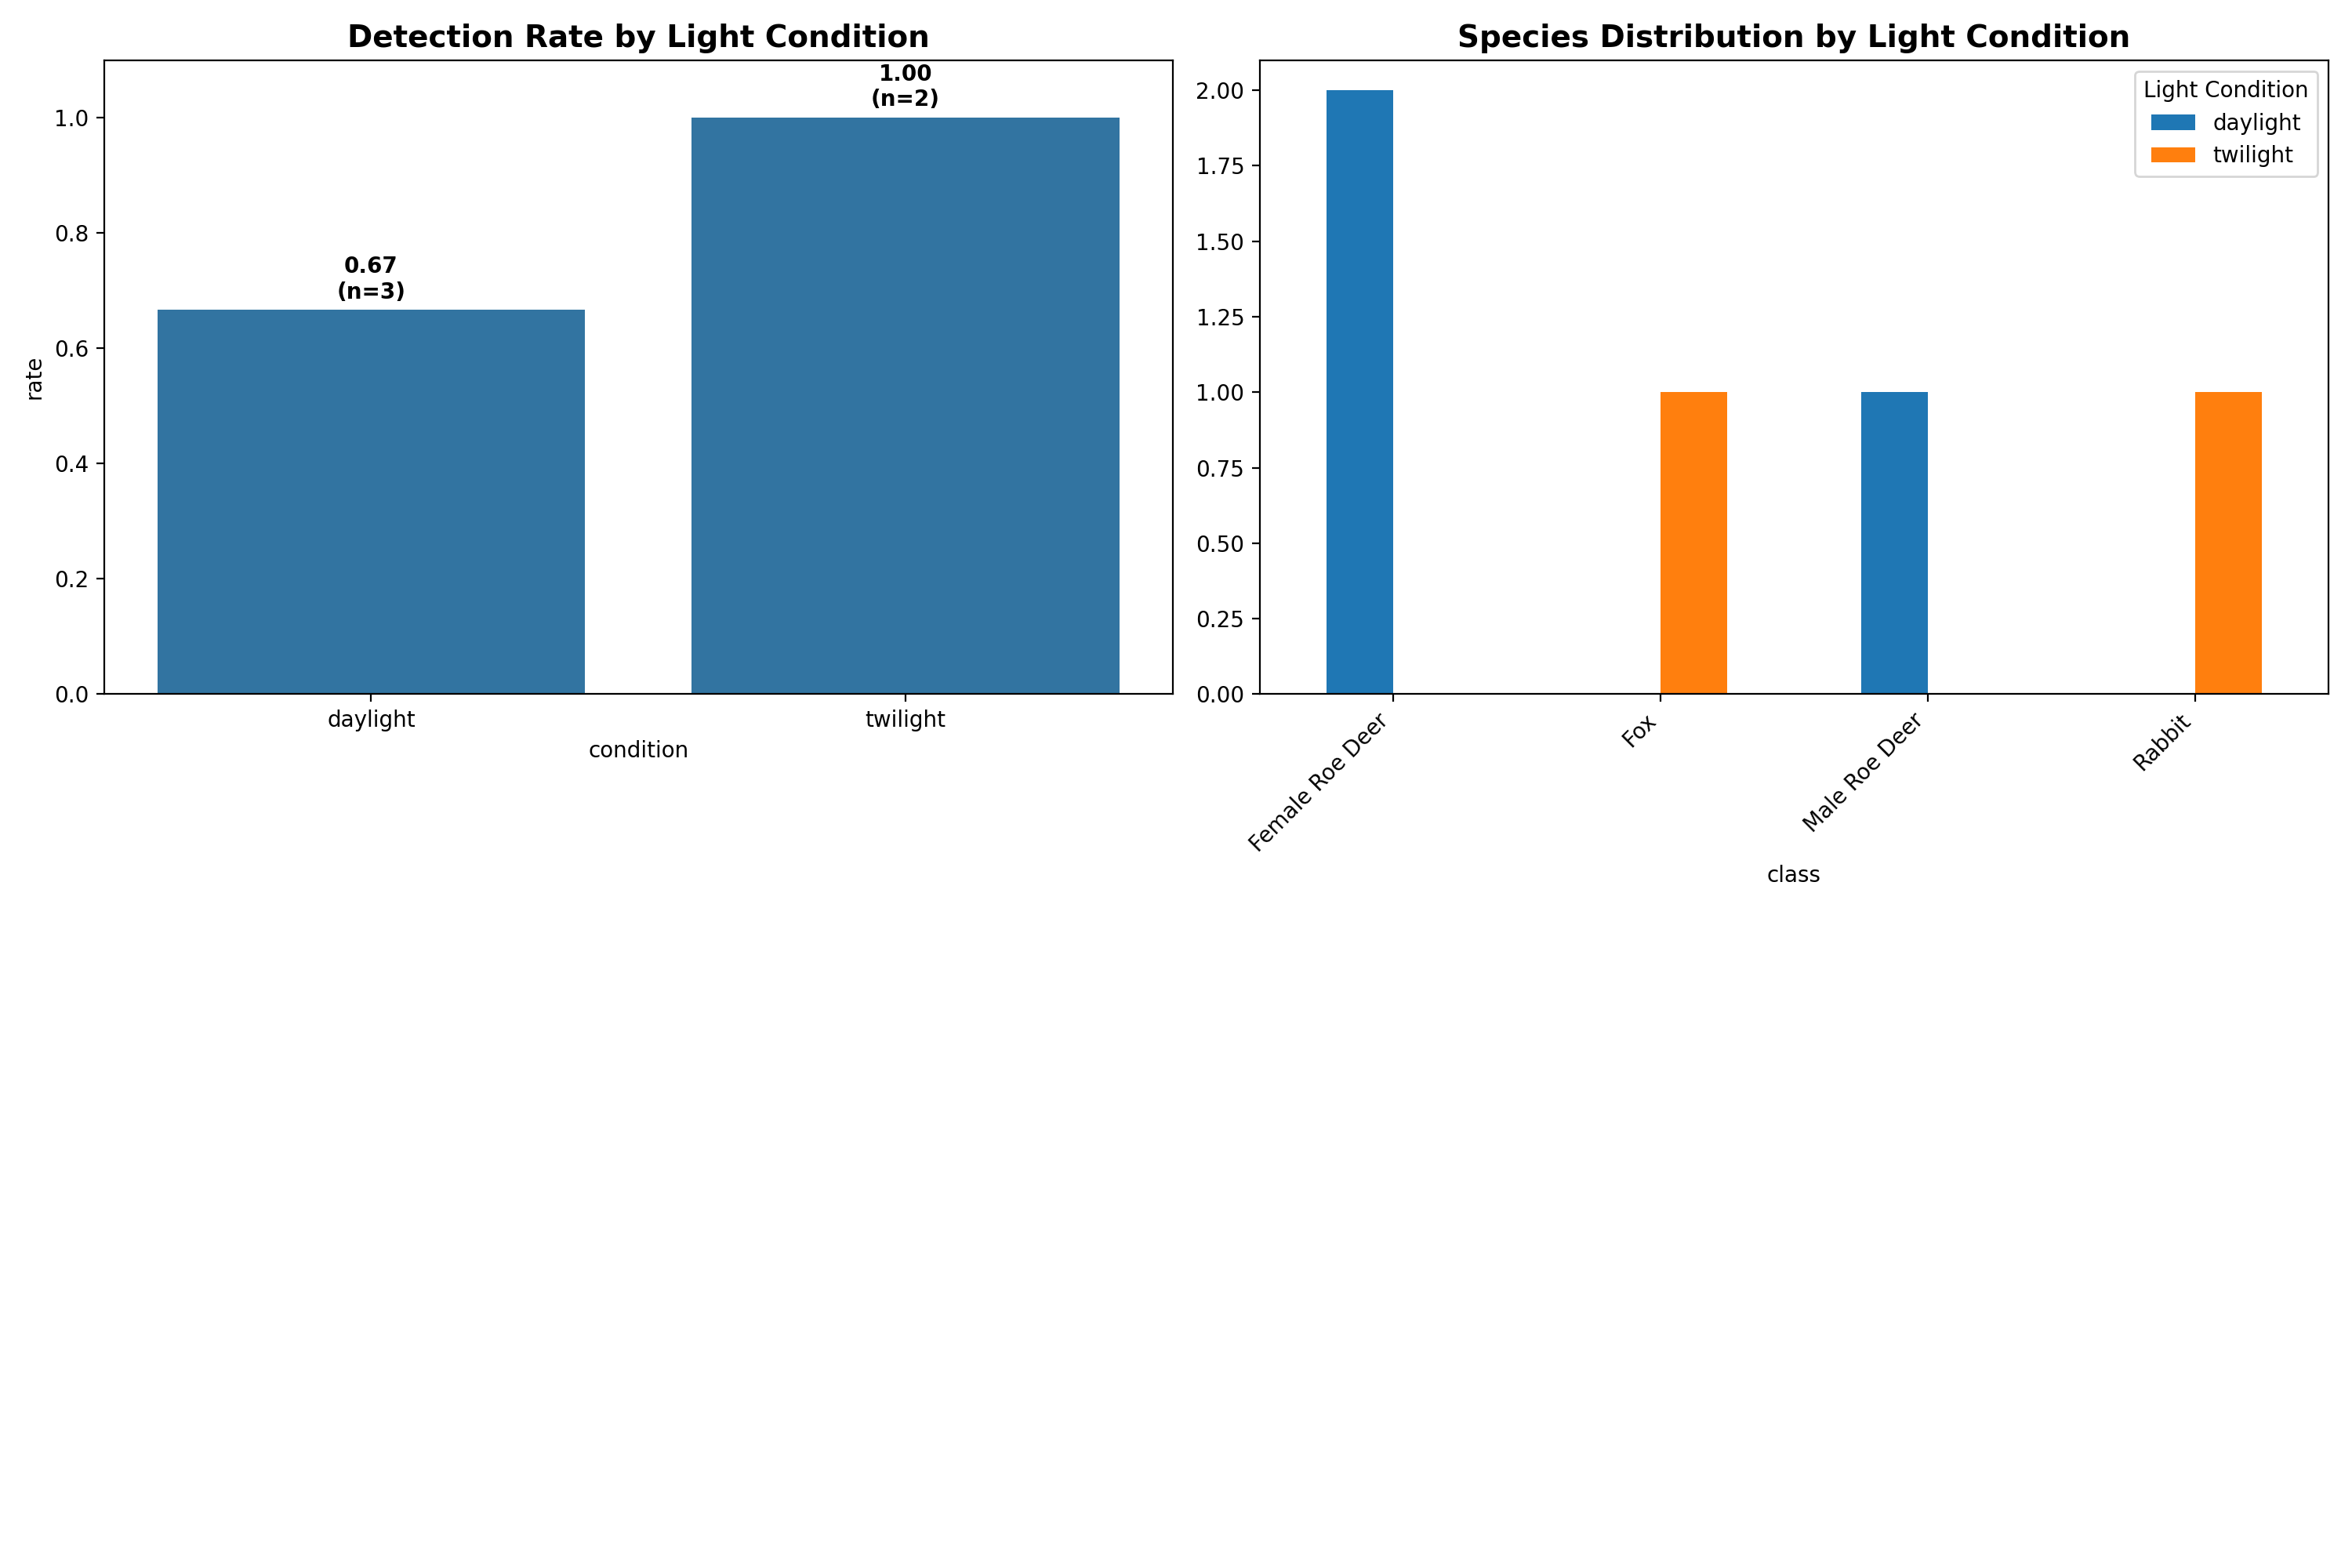 Detection Rate by Light Condition
1.00
(n=2)
0.67
(n=3)
1.0
0.8
0.6
0.4
0.2
0.0
rate
daylight
twilight
condition
Species Distribution by Light Condition
Light Condition
daylight
twilight
2.00
1.75
1.50
1.25
1.00
0.75
0.50
0.25
0.00
Female Roe Deer
Fox
Male Roe Deer
Rabbit
class